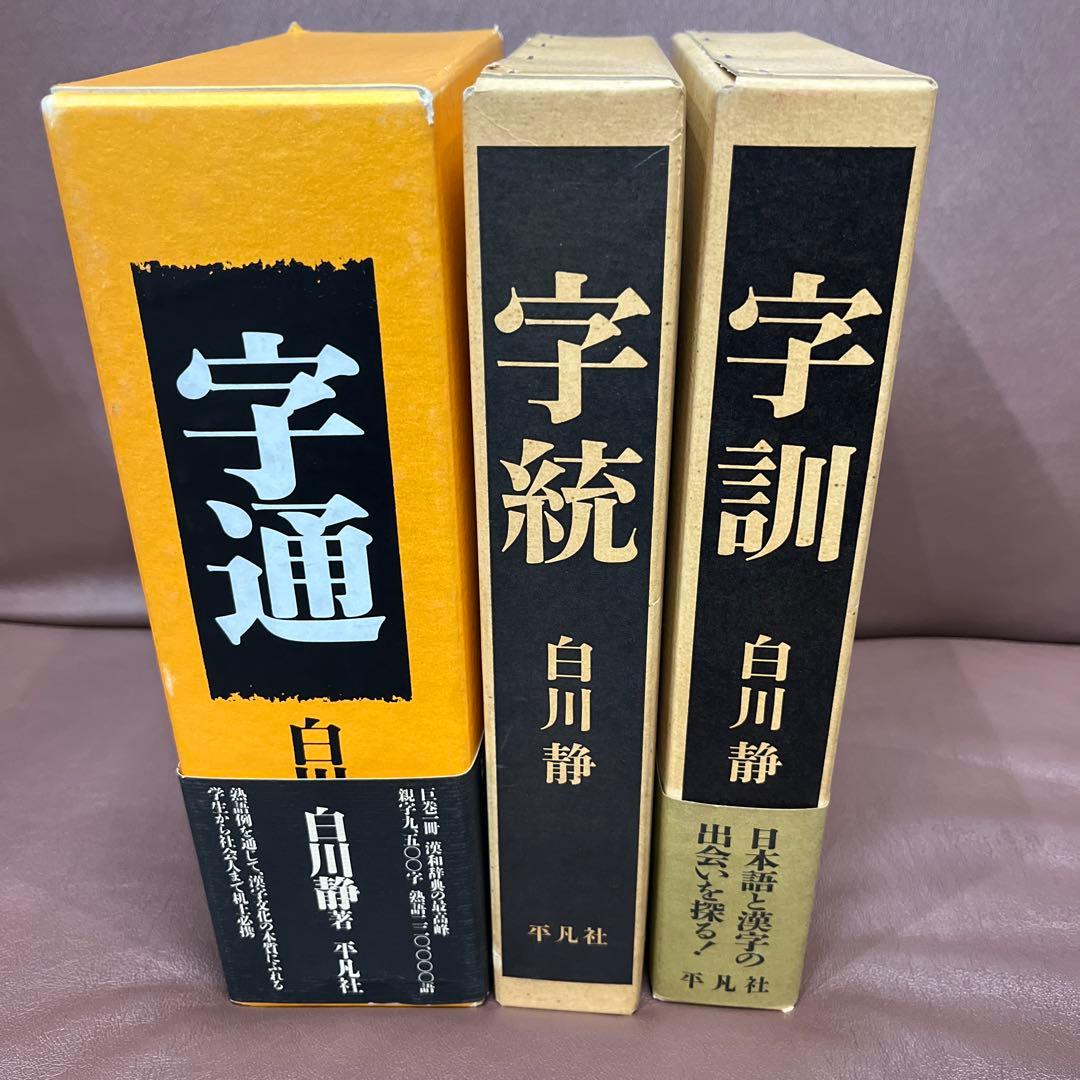 字通
白川
巨巻一冊 漢和辞典の最高峰
親字九、五〇〇字 熟語二二〇、〇〇〇語
白川静著 平凡社
熟語例を通して、漢字文化の本質にふれる
学生から社会人まで机上必携
字統
白川静
平凡社
字訓
白川静
日本語と漢字の
出会いを探る!
平凡社